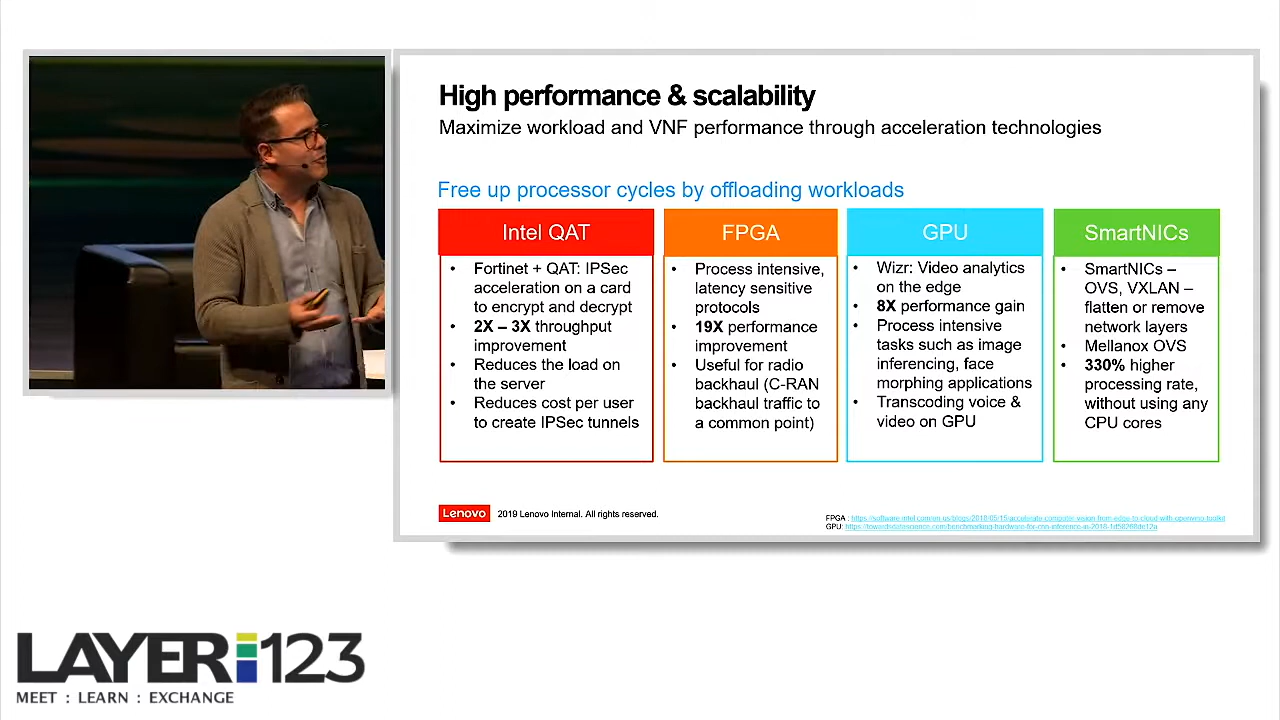 High performance & scalability
Maximize workload and VNF performance through acceleration technologies
Free up processor cycles by offloading workloads
Intel QAT
• Fortinet + QAT: IPSec
acceleration on a card
to encrypt and decrypt
• 2X – 3X throughput
improvement
• Reduces the load on
the server
• Reduces cost per user
to create IPSec tunnels
FPGA
• Process intensive,
latency sensitive
protocols
• 19X performance
improvement
• Useful for radio
backhaul (C-RAN
backhaul traffic to
a common point)
GPU
• Wizr: Video analytics
on the edge
• 8X performance gain
• Process intensive
tasks such as image
inferencing, face
morphing applications
• Transcoding voice &
video on GPU
SmartNICs
• SmartNICs –
OVS, VXLAN –
flatten or remove
network layers
• Mellanox OVS
• 330% higher
processing rate,
without using any
CPU cores
Lenovo 2019 Lenovo Internal. All rights reserved.
FPGA :
GPU:
LAYER 123
MEET : LEARN : EXCHANGE